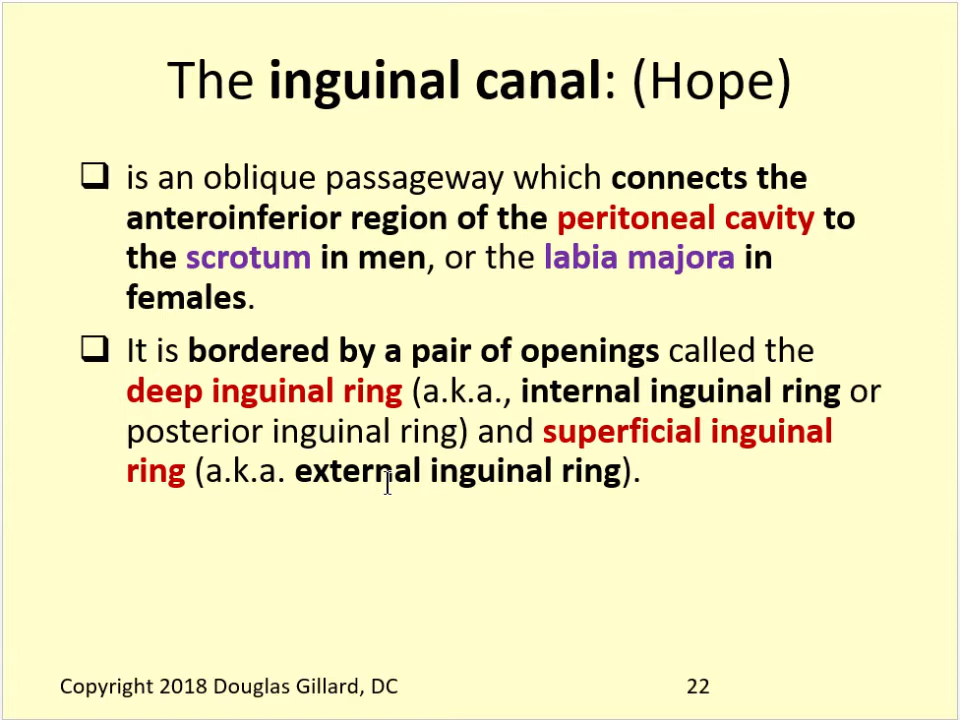 The inguinal canal: (Hope)
❑ is an oblique passageway which connects the
anteroinferior region of the peritoneal cavity to
the scrotum in men, or the labia majora in
females.
❑ It is bordered by a pair of openings called the
deep inguinal ring (a.k.a., internal inguinal ring or
posterior inguinal ring) and superficial inguinal
ring (a.k.a. external inguinal ring).
Copyright 2018 Douglas Gillard, DC 22